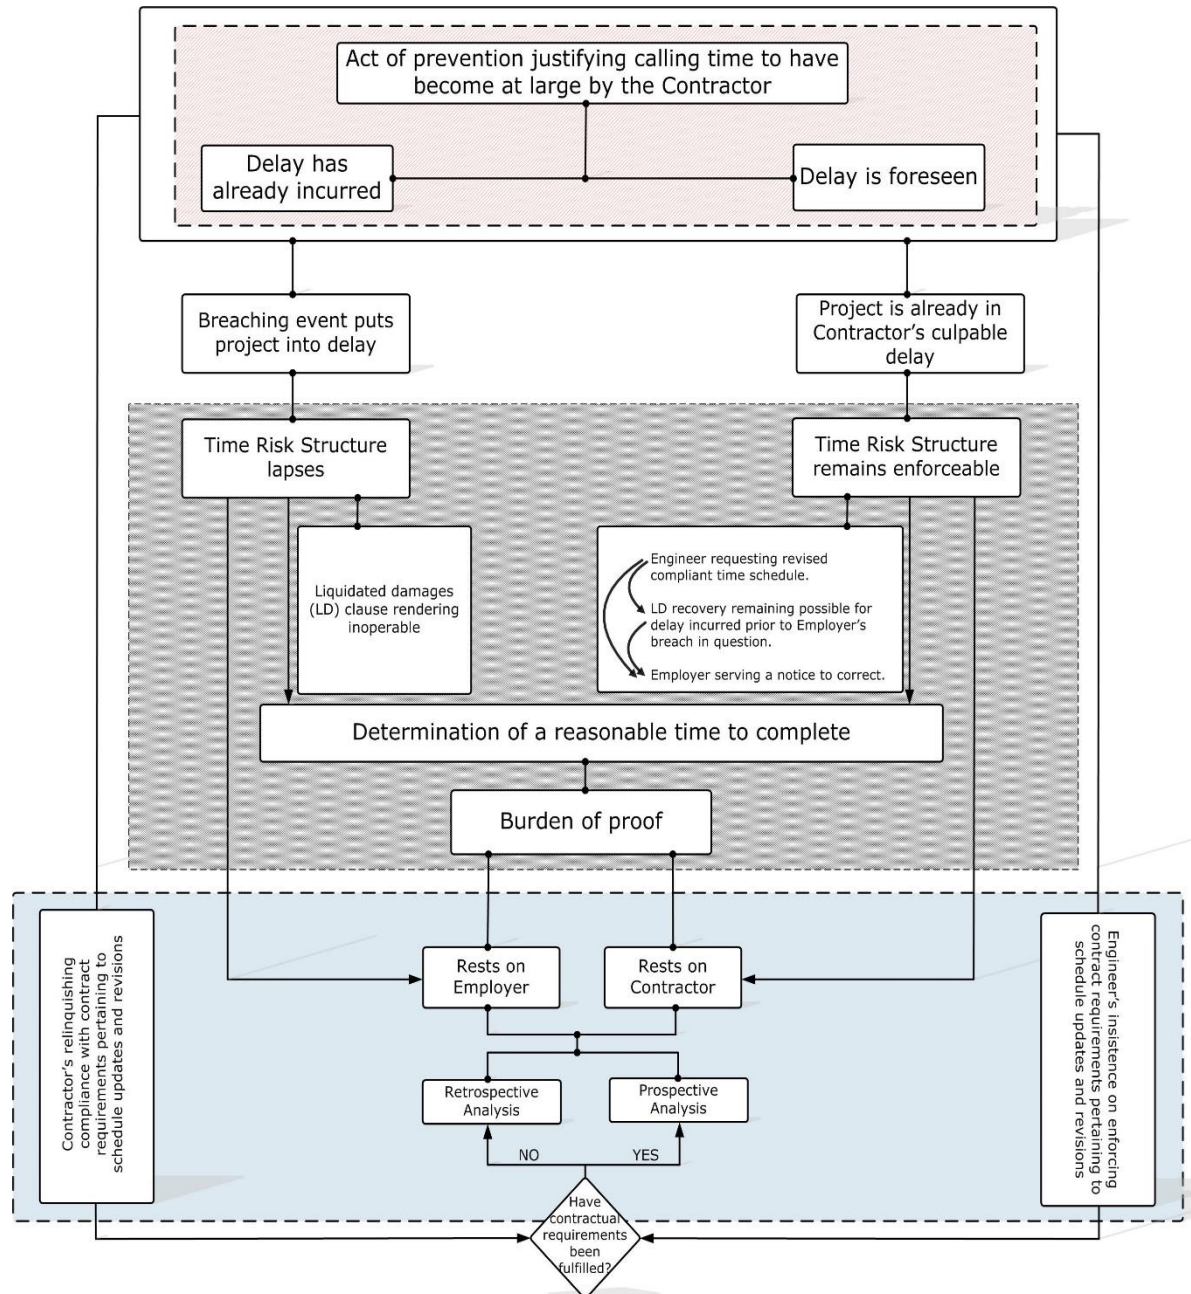 Act of prevention justifying calling time to have
become at large by the Contractor
Delay has
already incurred
Delay is foreseen
Breaching event puts
project into delay
Project is already in
Contractor's culpable
delay
Time Risk Structure
lapses
Time Risk Structure
remains enforceable
Liquidated damages
(LD) clause rendering
inoperable
Engineer requesting revised
compliant time schedule.
LD recovery remaining possible for
delay incurred prior to Employer's
breach in question.
Employer serving a notice to correct.
Determination of a reasonable time to complete
Burden of proof
Contractor's relinquishing
compliance with contract
requirements pertaining to
schedule updates and revisions
Rests on
Employer
Rests on
Contractor
Engineer's insistence on enforcing
contract requirements pertaining to
schedule updates and revisions
Retrospective
Analysis
Prospective
Analysis
NO
YES
Have
contractual
requirements
been
fulfilled?